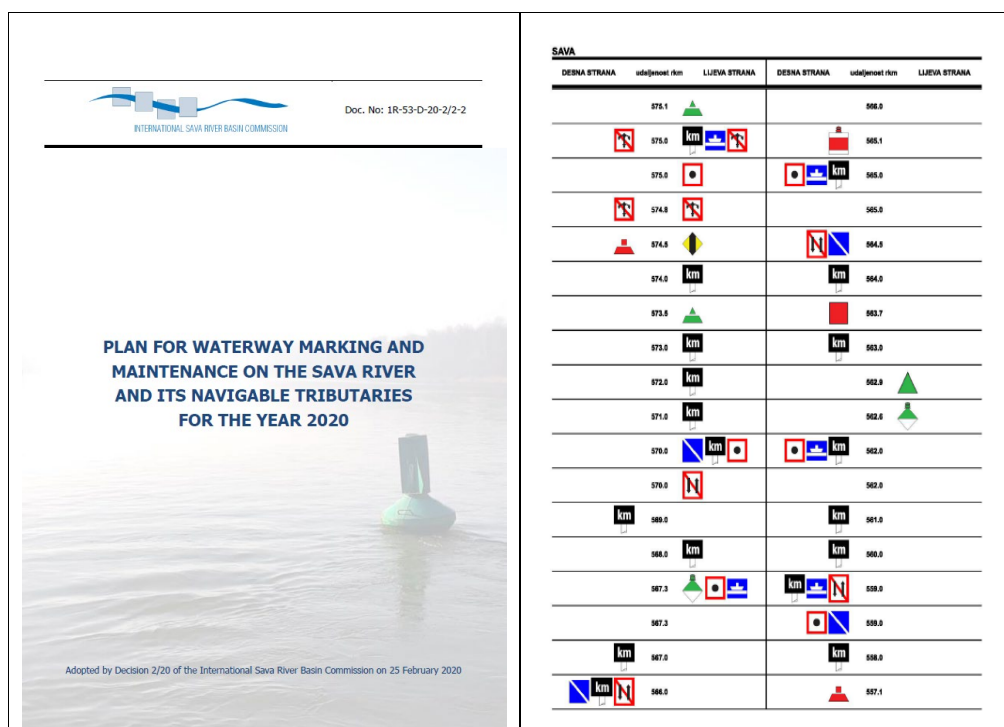 INTERNATIONAL SAVA RIVER BASIN COMMISSION
Doc. No: 1R-53-D-20-2/2-2
PLAN FOR WATERWAY MARKING AND
MAINTENANCE ON THE SAVA RIVER
AND ITS NAVIGABLE TRIBUTARIES
FOR THE YEAR 2020
Adopted by Decision 2/20 of the International Sava River Basin Commission on 25 February 2020
SAVA
DESNA STRANA udaljenost rkm LIJEVA STRANA DESNA STRANA udaljenost rkm LIJEVA STRANA
575.1 566.0
575.0 km 565.1
575.0 km 565.0
574.8 565.0
574.5 564.5
574.0 km km 564.0
573.5 563.7
573.0 km km 563.0
572.0 km 562.9
571.0 km 562.6
570.0 km km 562.0
570.0 562.0
km 569.0 km 561.0
568.0 km km 560.0
567.3 km 559.0
567.3 559.0
km 567.0 km 558.0
km 566.0 557.1